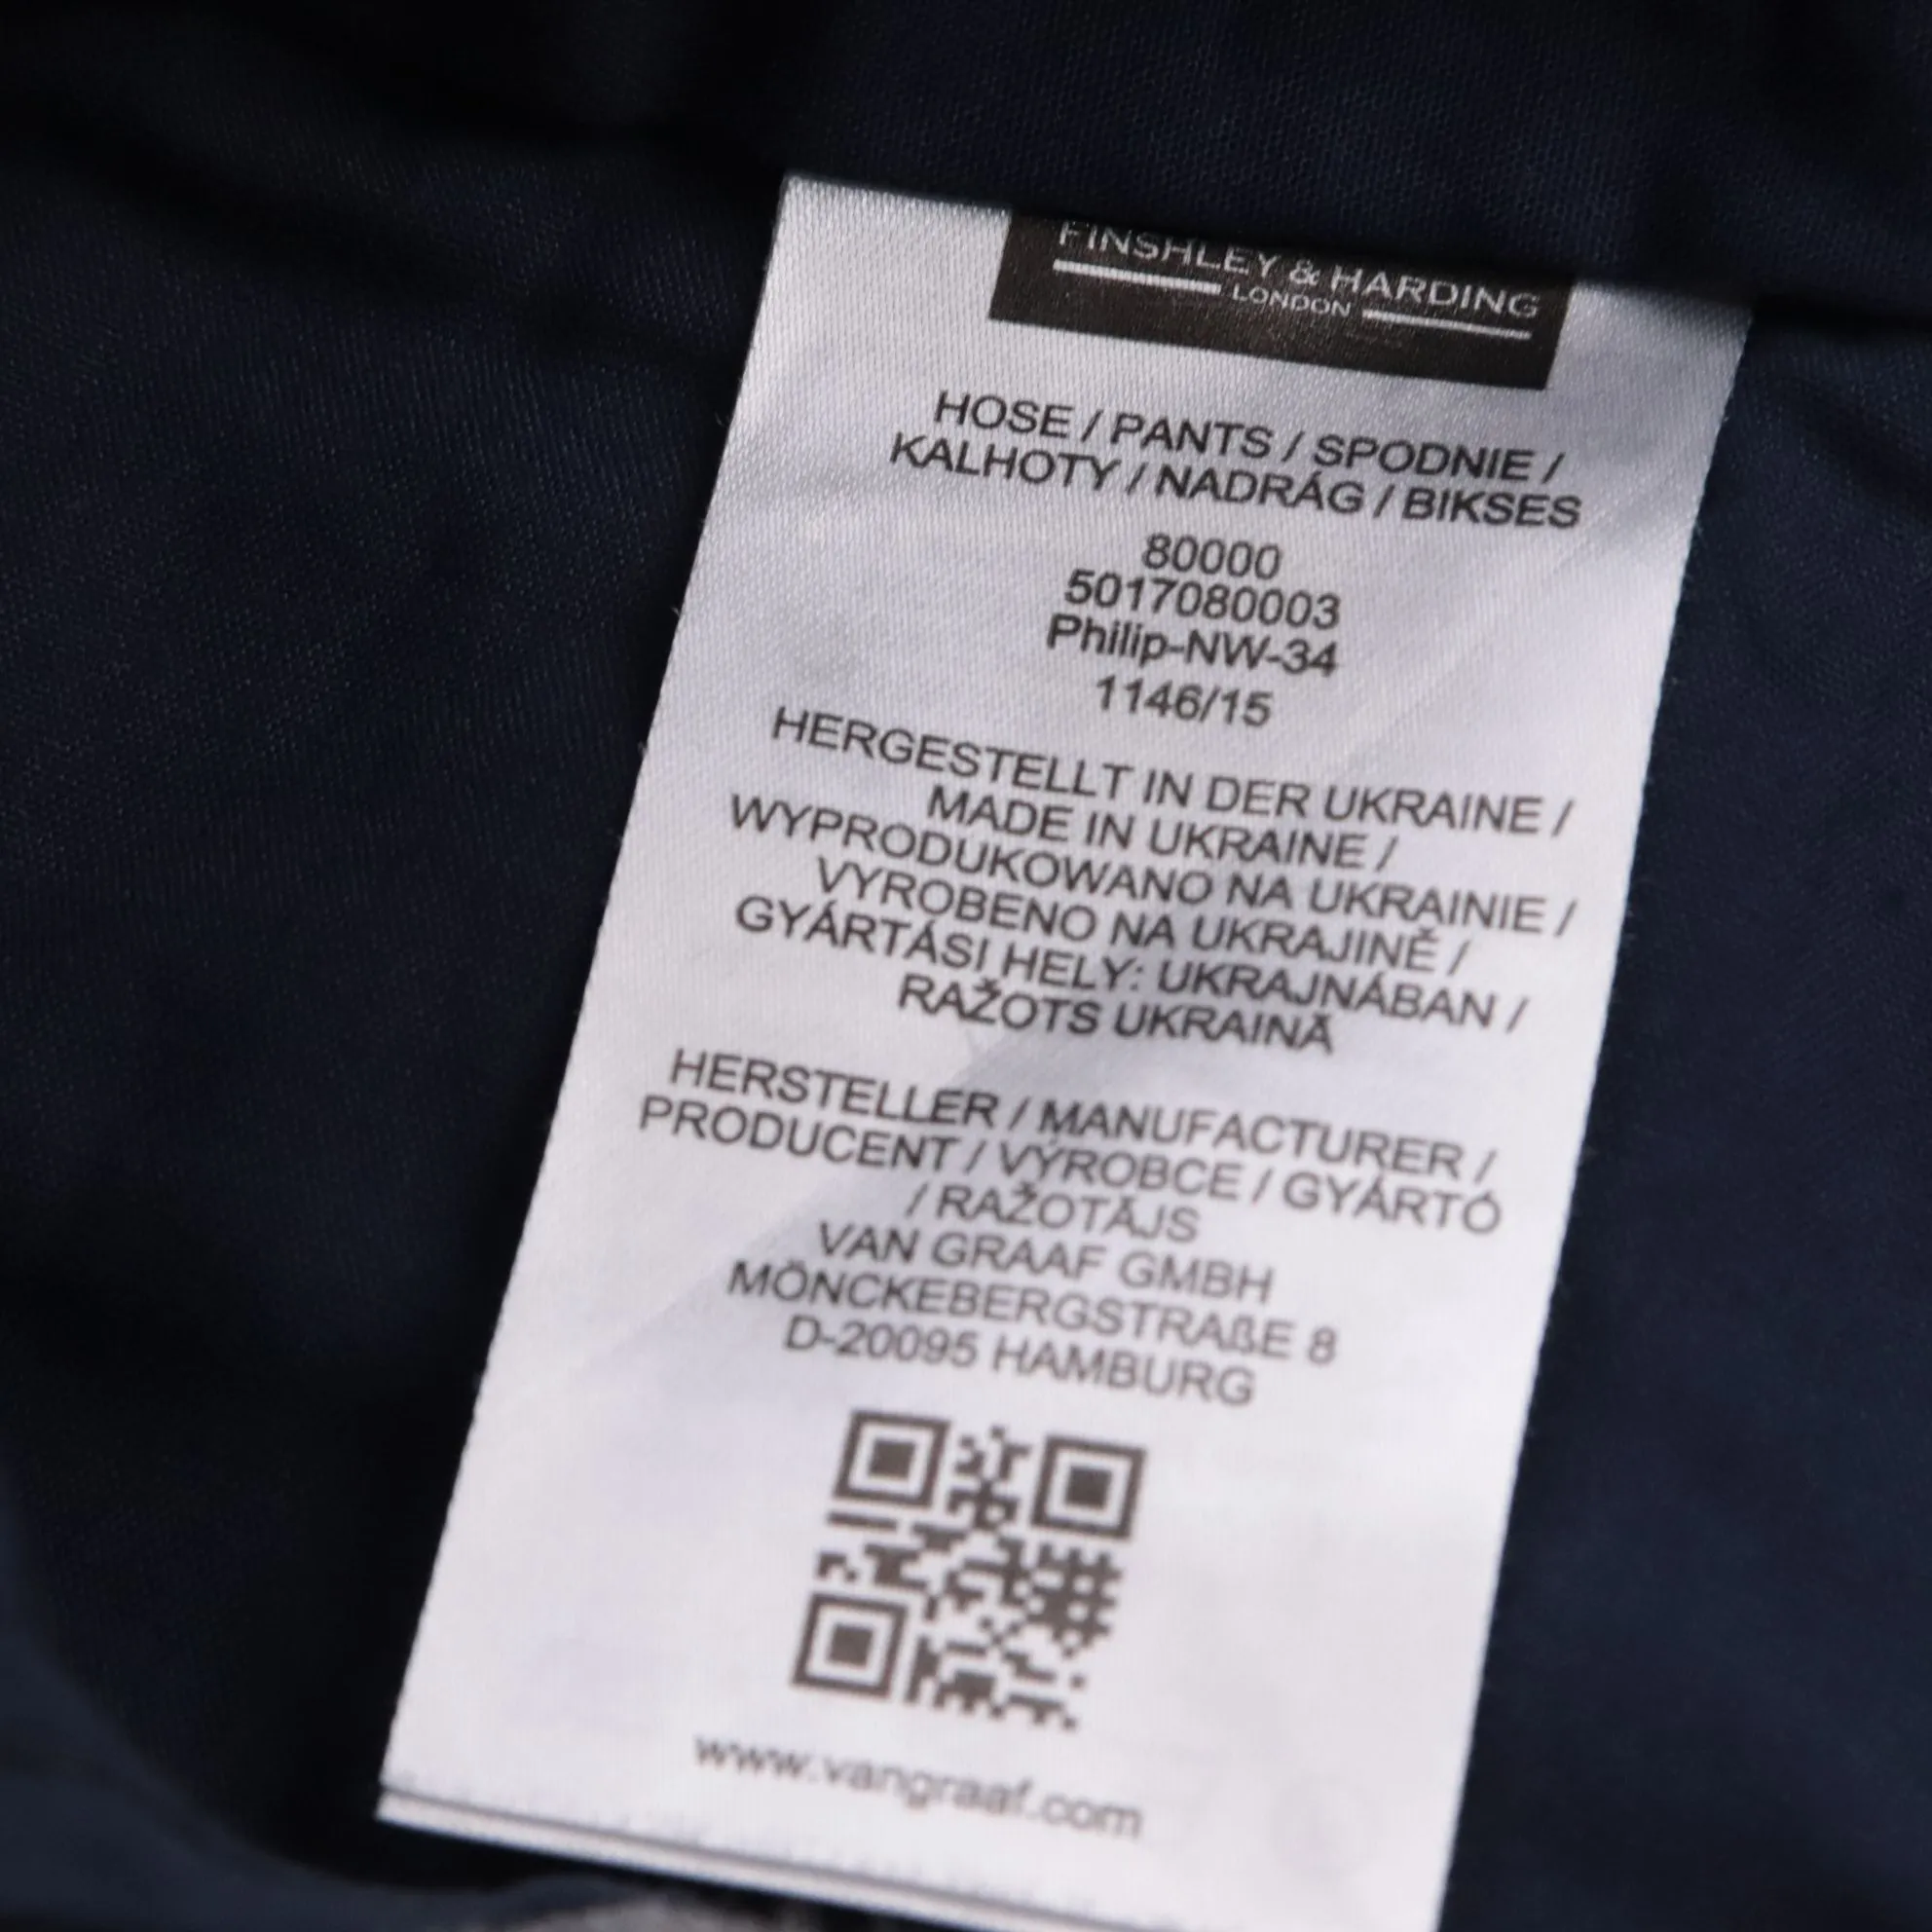 FINSHLEY & HARDING
LONDON
HOSE / PANTS / SPODNIE /
KALHOTY / NADRÁG / BIKSES
80000
5017080003
Philip-NW-34
1146/15
HERGESTELLT IN DER UKRAINE /
MADE IN UKRAINE /
WYPRODUKOWANO NA UKRAINIE /
VYROBENO NA UKRAJINĚ /
GYÁRTÁSI HELY: UKRAJNÁBAN /
RAŽOTS UKRAINĀ
HERSTELLER / MANUFACTURER /
PRODUCENT / VÝROBCE / GYÁRTÓ
/ RAŽOTĀJS
VAN GRAAF GMBH
MÖNCKEBERGSTRAßE 8
D-20095 HAMBURG
www.vangraaf.com